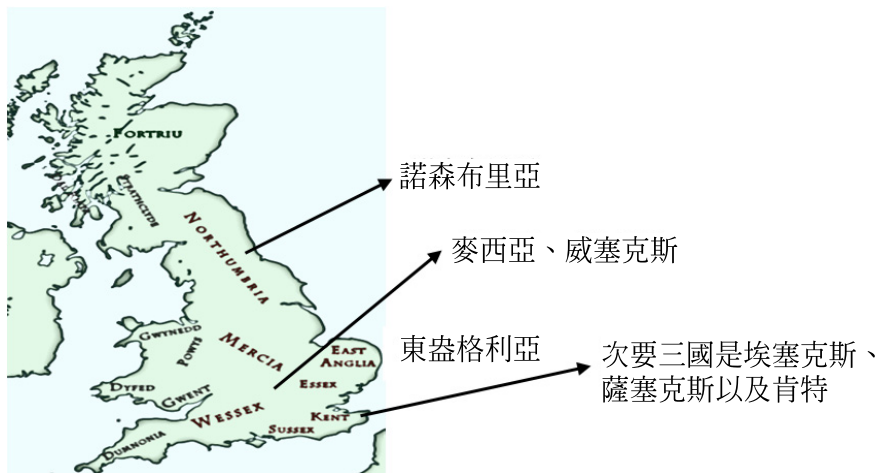 FORTRIU
STRATHCLYDE
諾森布里亞
NORTHUMBRIA
麥西亞、威塞克斯
GWYNEDD
POWYS
MERCIA
東盎格利亞
EAST
ANGLIA
次要三國是埃塞克斯、
薩塞克斯以及肯特
ESSEX
DYFED
GWENT
WESSEX
KENT
SUSSEX
DUMNONIA